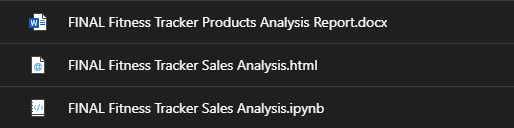 FINAL Fitness Tracker Products Analysis Report.docx
FINAL Fitness Tracker Sales Analysis.html
FINAL Fitness Tracker Sales Analysis.ipynb